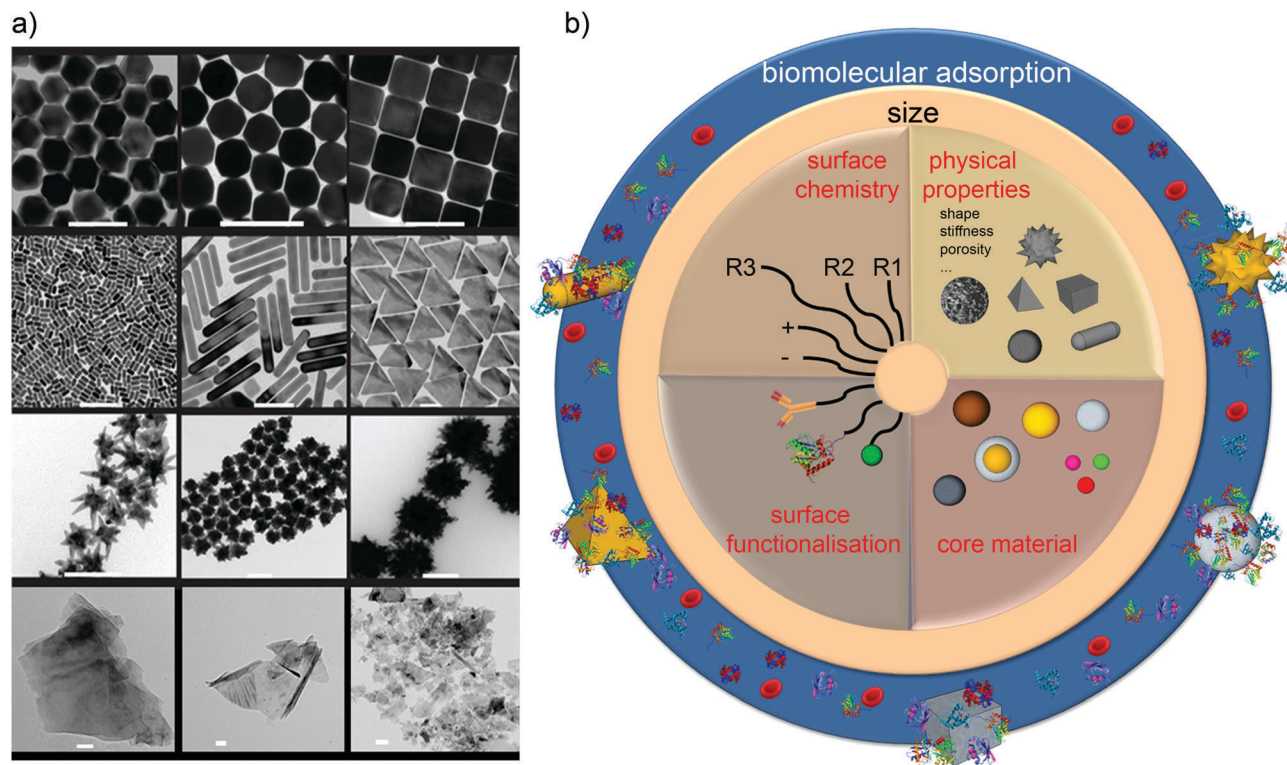 a)
b)
biomolecular adsorption
size
surface
chemistry
physical
properties
shape
stiffness
porosity
...
R3
R2
R1
+
-
surface
functionalisation
core material